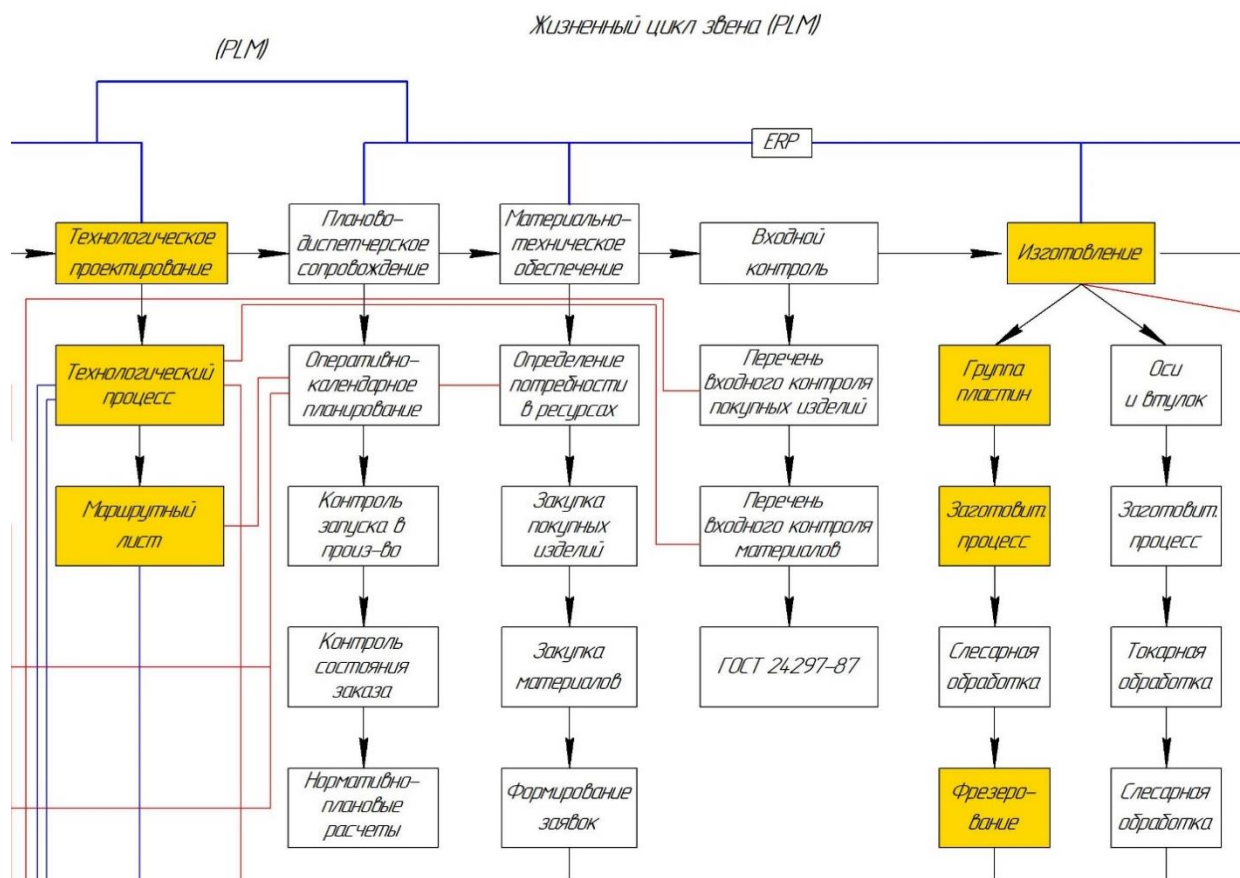 Жизненный цикл звена (PLM)
(PLM)
ERP
Технологическое
проектирование
Планово-
диспетчерское
сопровождение
Материально-
техническое
обеспечение
Входной
контроль
Изготовление
Технологический
процесс
Оперативно-
календарное
планирование
Определение
потребности
в ресурсах
Перечень
входного контроля
покупных изделий
Группа
пластин
Оси
и втулок
Маршрутный
лист
Контроль
запуска в
произ-во
Закупка
покупных
изделий
Перечень
входного контроля
материалов
Заготовит.
процесс
Заготовит.
процесс
Контроль
состояния
заказа
Закупка
материалов
ГОСТ 24297-87
Слесарная
обработка
Токарная
обработка
Нормативно-
плановые
расчеты
Формирование
заявок
Фрезеро-
вание
Слесарная
обработка